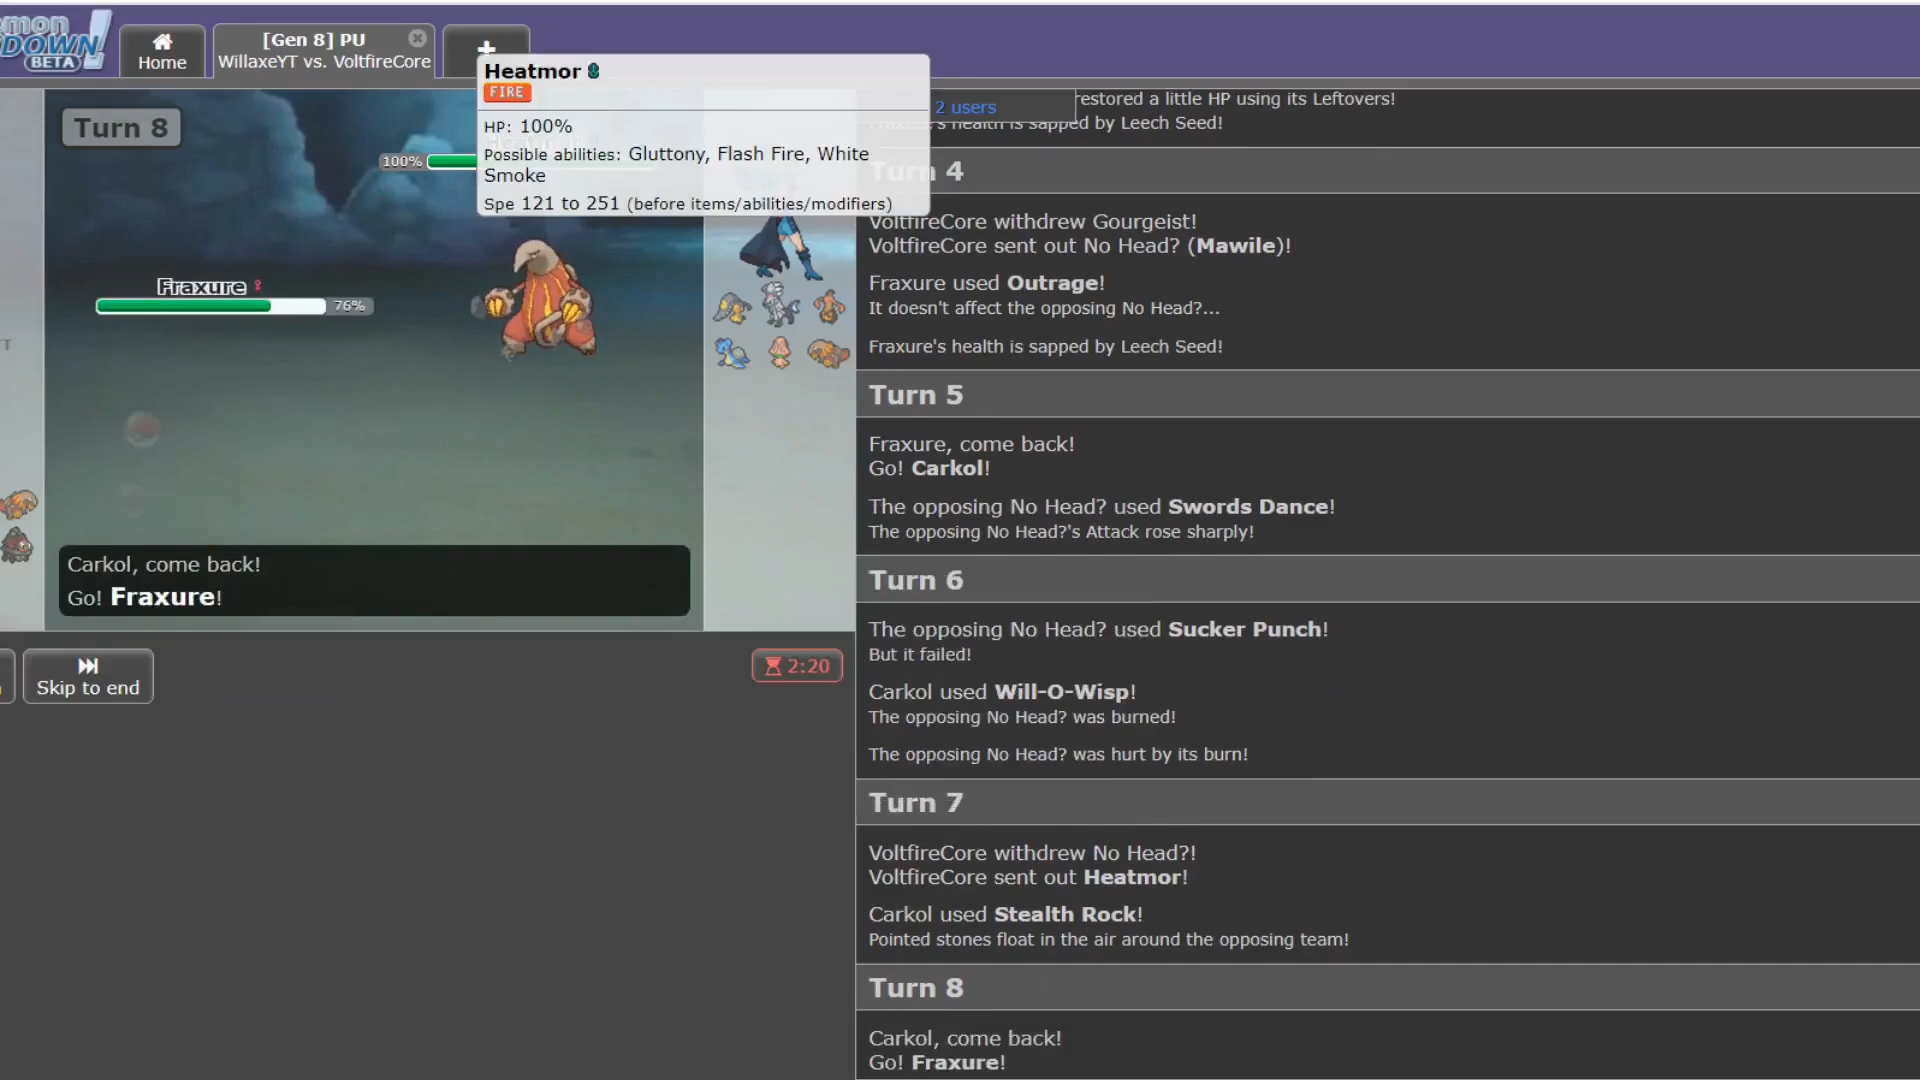 mon
DOWN!
BETA
Home
[Gen 8] PU
WillaxeYT vs. VoltfireCore
+
Heatmor
FIRE
HP: 100%
Possible abilities: Gluttony, Flash Fire, White
Smoke
Spe 121 to 251 (before items/abilities/modifiers)
2 users
Turn 8
100%
Fraxure
76%
T
Carkol, come back!
Go! Fraxure!
Skip to end
2:20
restored a little HP using its Leftovers!
Fraxure's health is sapped by Leech Seed!
Turn 4
VoltfireCore withdrew Gourgeist!
VoltfireCore sent out No Head? (Mawile)!
Fraxure used Outrage!
It doesn't affect the opposing No Head?...
Fraxure's health is sapped by Leech Seed!
Turn 5
Fraxure, come back!
Go! Carkol!
The opposing No Head? used Swords Dance!
The opposing No Head?'s Attack rose sharply!
Turn 6
The opposing No Head? used Sucker Punch!
But it failed!
Carkol used Will-O-Wisp!
The opposing No Head? was burned!
The opposing No Head? was hurt by its burn!
Turn 7
VoltfireCore withdrew No Head?!
VoltfireCore sent out Heatmor!
Carkol used Stealth Rock!
Pointed stones float in the air around the opposing team!
Turn 8
Carkol, come back!
Go! Fraxure!